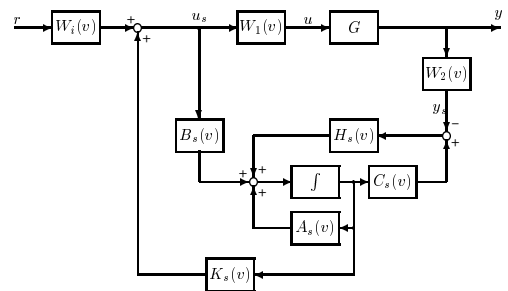 r
W_i(v)
+
+
u_s
W_1(v)
u
G
y
W_2(v)
y_s
−
+
B_s(v)
H_s(v)
+
+
+
∫
C_s(v)
A_s(v)
K_s(v)